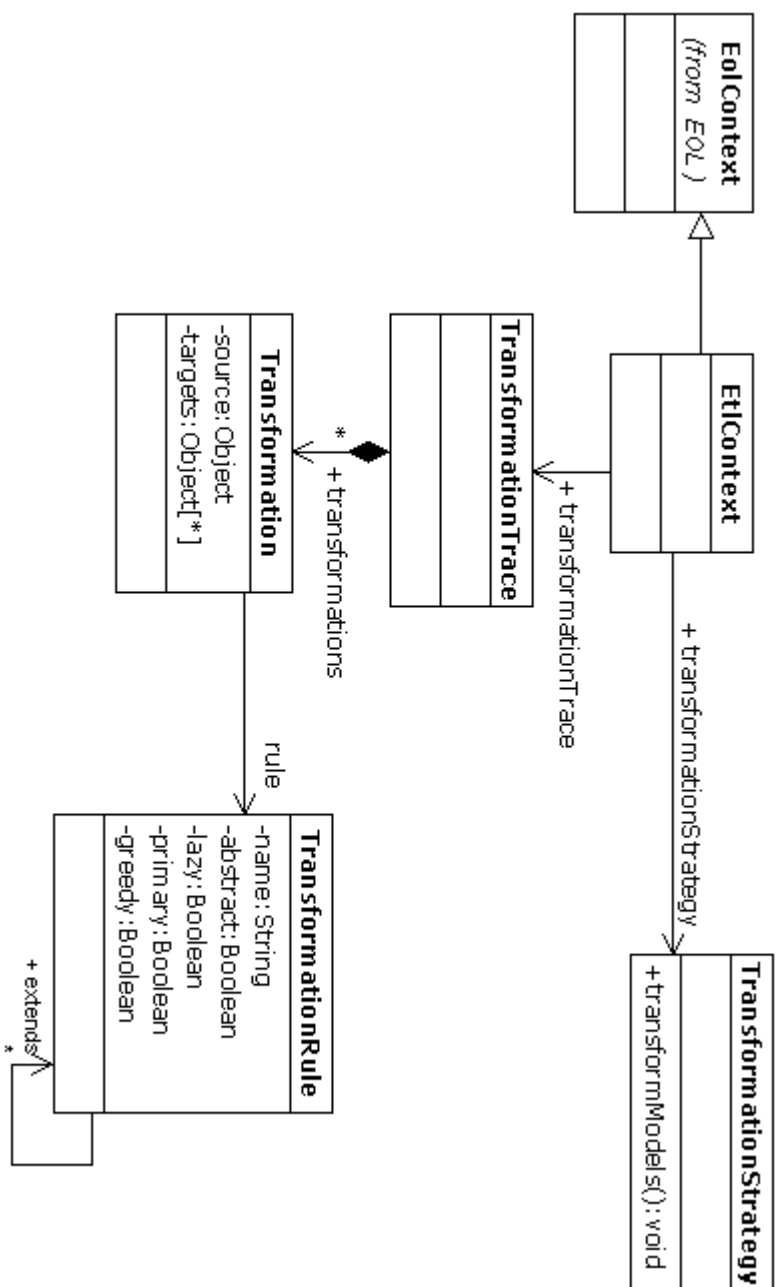 EolContext
(from EOL)
EtlContext
+ transformationStrategy
TransformationStrategy
+transformModels(): void
+ transformationTrace
TransformationTrace
*
+ transformations
Transformation
-source: Object
-targets: Object[*]
rule
TransformationRule
-name: String
-abstract: Boolean
-lazy: Boolean
-primary: Boolean
-greedy: Boolean
+ extends
*